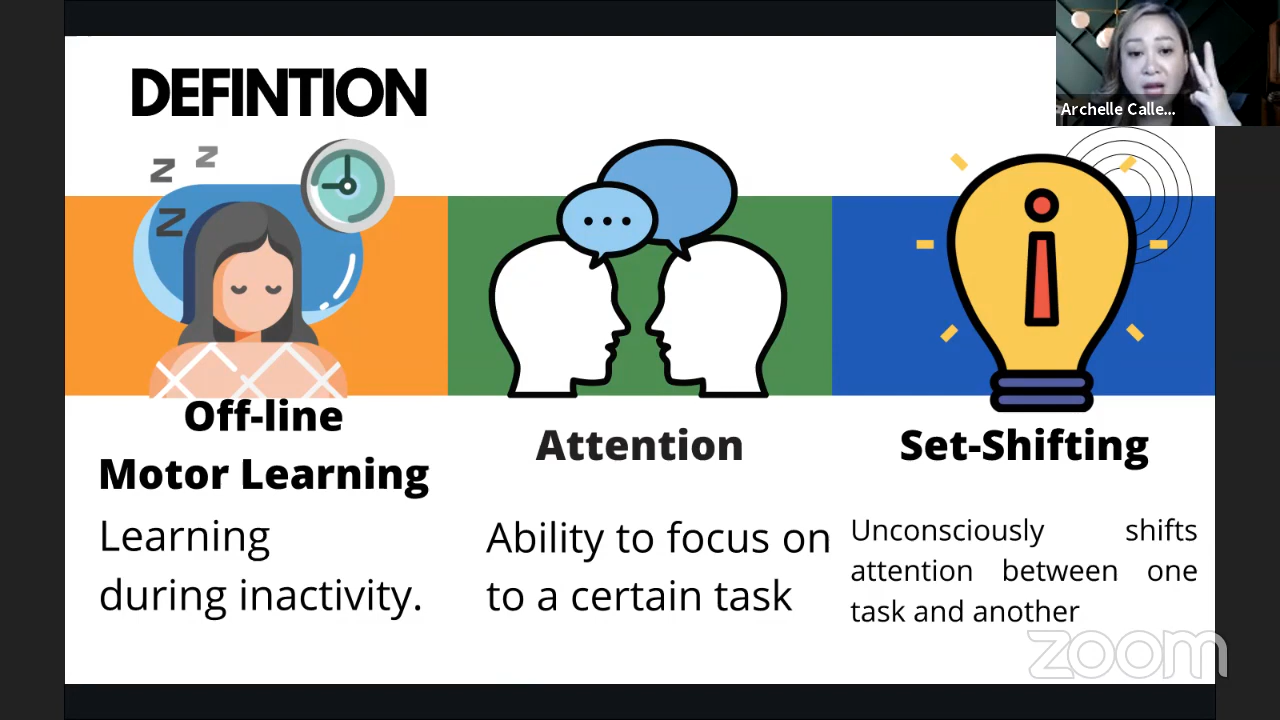 DEFINTION
Archelle Calle...
z
z
z
Off-line
Motor Learning
Learning
during inactivity.
Attention
Ability to focus on
to a certain task
Set-Shifting
Unconsciously shifts
attention between one
task and another
zoom